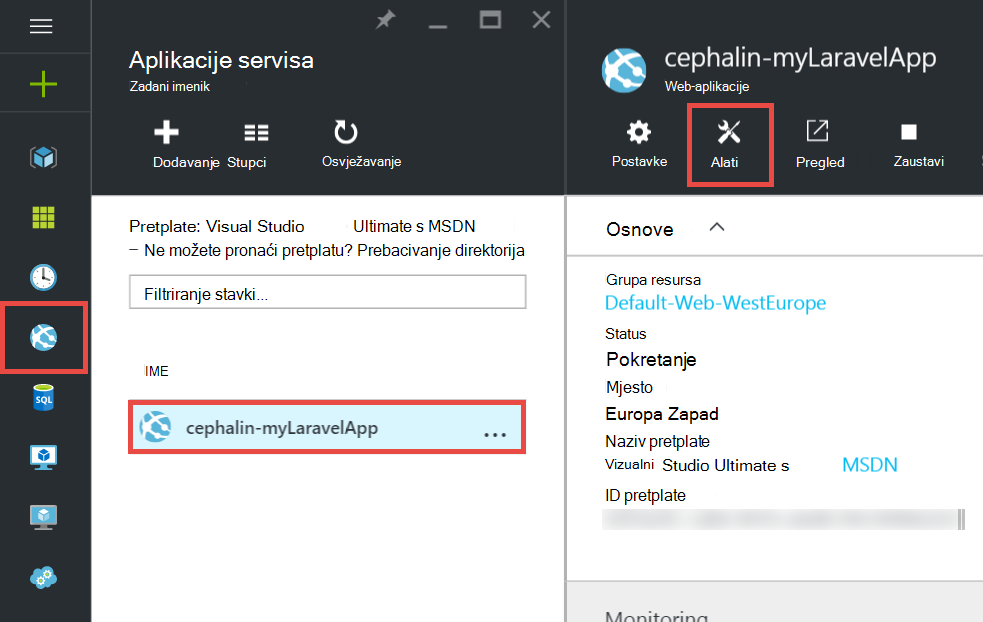 Aplikacije servisa
Zadani imenik
Dodavanje Stupci Osvježavanje
Pretplate: Visual Studio Ultimate s MSDN
– Ne možete pronaći pretplatu? Prebacivanje direktorija
Filtriranje stavki...
IME
cephalin-myLaravelApp
...
SQL
cephalin-myLaravelApp
Web-aplikacije
Postavke Alati Pregled Zaustavi
Osnove
Grupa resursa
Default-Web-WestEurope
Status
Pokretanje
Mjesto
Europa Zapad
Naziv pretplate
Vizualni Studio Ultimate s MSDN
ID pretplate
Monitoring